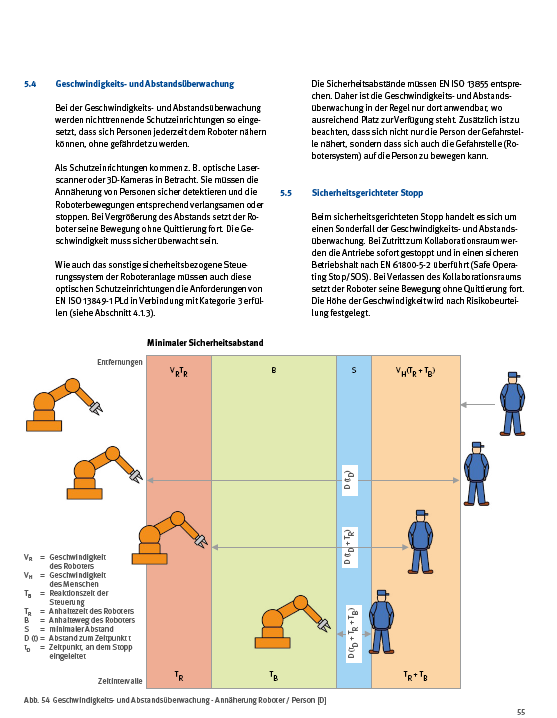 5.4 Geschwindigkeits- und Abstandsüberwachung
Bei der Geschwindigkeits- und Abstandsüberwachung
werden nichttrennende Schutzeinrichtungen so einge-
setzt, dass sich Personen jederzeit dem Roboter nähern
können, ohne gefährdet zu werden.
Als Schutzeinrichtungen kommen z. B. optische Laser-
scanner oder 3D-Kameras in Betracht. Sie müssen die
Annäherung von Personen sicher detektieren und die
Roboterbewegungen entsprechend verlangsamen oder
stoppen. Bei Vergrößerung des Abstands setzt der Ro-
boter seine Bewegung ohne Quittierung fort. Die Ge-
schwindigkeit muss sicher überwacht sein.
Wie auch das sonstige sicherheitsbezogene Steue-
rungssystem der Roboteranlage müssen auch diese
optischen Schutzeinrichtungen die Anforderungen von
EN ISO 13849-1 PLd in Verbindung mit Kategorie 3 erfül-
len (siehe Abschnitt 4.1.3).
Die Sicherheitsabstände müssen EN ISO 13855 entspre-
chen. Daher ist die Geschwindigkeits- und Abstands-
überwachung in der Regel nur dort anwendbar, wo
ausreichend Platz zur Verfügung steht. Zusätzlich ist zu
beachten, dass sich nicht nur die Person der Gefahrstel-
le nähert, sondern dass sich auch die Gefahrstelle (Ro-
botersystem) auf die Person zu bewegen kann.
5.5 Sicherheitsgerichteter Stopp
Beim sicherheitsgerichteten Stopp handelt es sich um
einen Sonderfall der Geschwindigkeits- und Abstands-
überwachung. Bei Zutritt zum Kollaborationsraum wer-
den die Antriebe sofort gestoppt und in einen sicheren
Betriebshalt nach EN 61800-5-2 überführt (Safe Opera-
ting Stop/SOS). Bei Verlassen des Kollaborationsraums
setzt der Roboter seine Bewegung ohne Quittierung fort.
Die Höhe der Geschwindigkeit wird nach Risikobeurtei-
lung festgelegt.
Minimaler Sicherheitsabstand
Entfernungen
VRTR B S VH(TR + TB)
D (tD)
D (tD + TR)
D (tD + TR + TB)
VR = Geschwindigkeit
des Roboters
VH = Geschwindigkeit
des Menschen
TB = Reaktionszeit der
Steuerung
TR = Anhaltezeit des Roboters
B = Anhalteweg des Roboters
S = minimaler Abstand
D (t) = Abstand zum Zeitpunkt t
tD = Zeitpunkt, an dem Stopp
eingeleitet
Zeitintervalle
TR TB TR + TB
Abb. 54 Geschwindigkeits- und Abstandsüberwachung - Annäherung Roboter / Person [D]
55